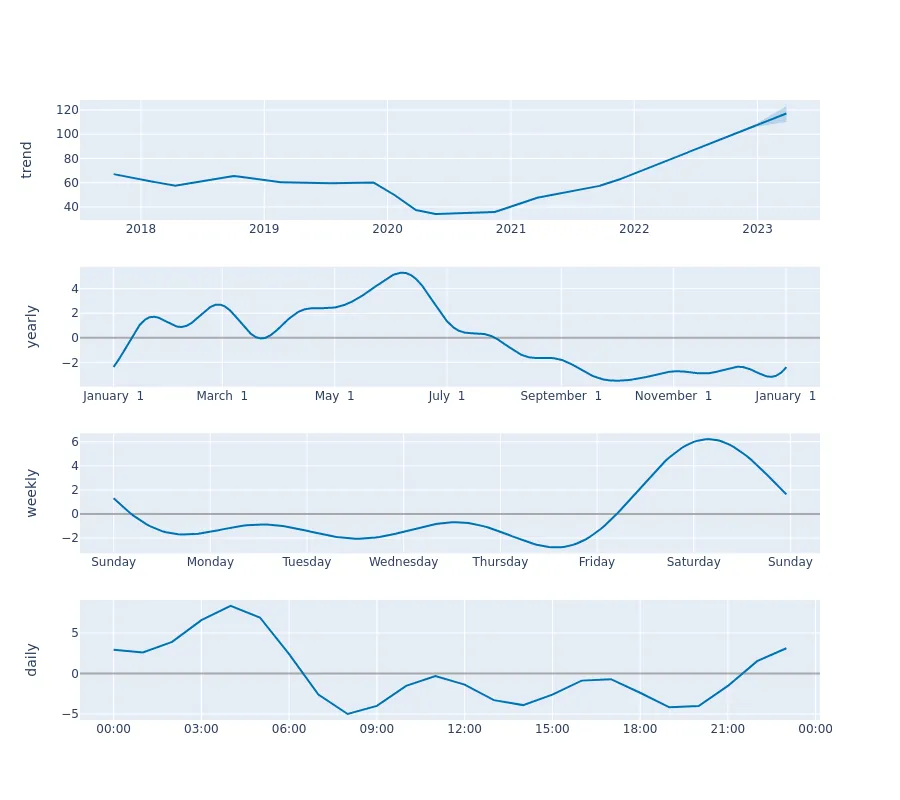 trend
120
100
80
60
40
2018 2019 2020 2021 2022 2023
yearly
4
2
0
−2
January 1 March 1 May 1 July 1 September 1 November 1 January 1
weekly
6
4
2
0
−2
Sunday Monday Tuesday Wednesday Thursday Friday Saturday Sunday
daily
5
0
−5
00:00 03:00 06:00 09:00 12:00 15:00 18:00 21:00 00:00